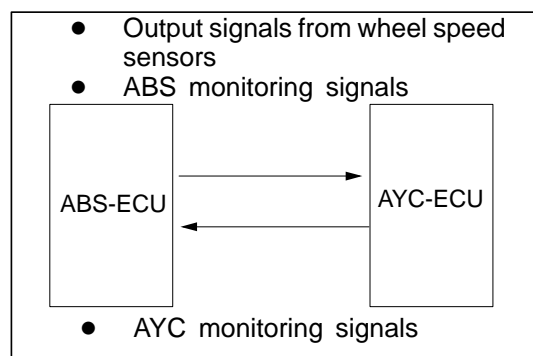 ● Output signals from wheel speed
sensors
● ABS monitoring signals
ABS-ECU
AYC-ECU
● AYC monitoring signals